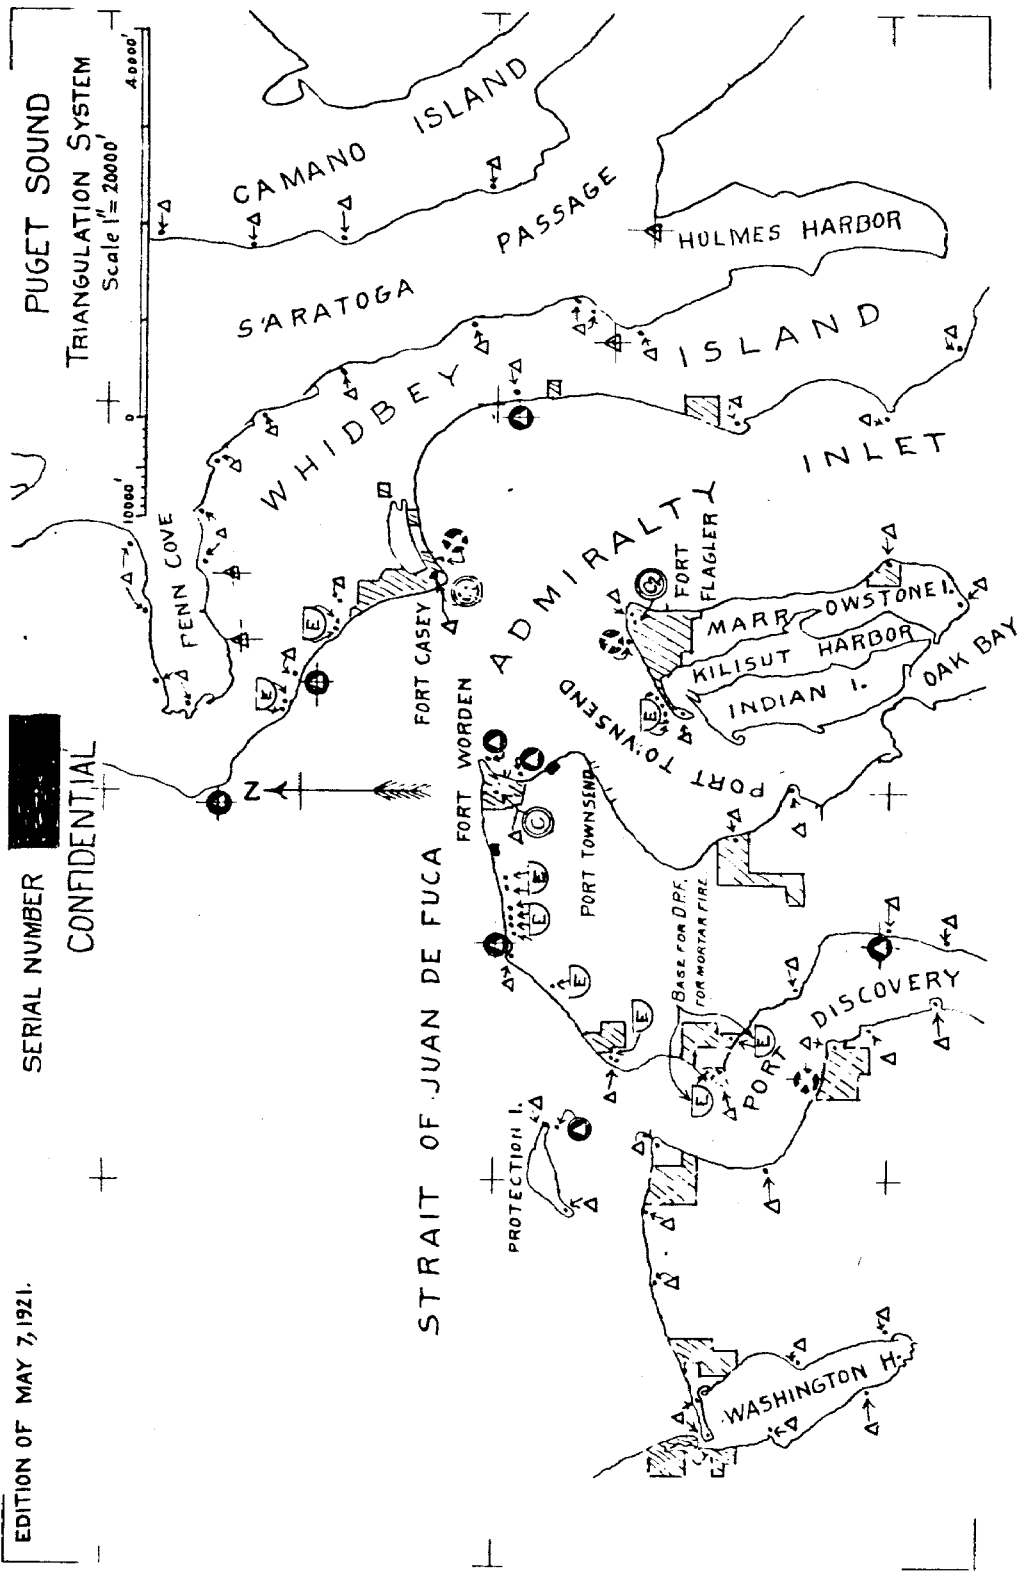 EDITION OF MAY 7, 1921.
SERIAL NUMBER
CONFIDENTIAL
PUGET SOUND
TRIANGULATION SYSTEM
Scale 1"=20000'
10000'
0
40000'
PENN COVE
WHIDBEY
ISLAND
SARATOGA
PASSAGE
CAMANO
ISLAND
HOLMES HARBOR
N
STRAIT OF JUAN DE FUCA
FORT CASEY
FORT WORDEN
ADMIRALTY
INLET
FORT
FLAGLER
MARROWSTONE I.
KILISUT HARBOR
INDIAN I.
OAK BAY
PORT TOWNSEND
PORT TOWNSEND
BASE FOR D.P.F.
FOR MORTAR FIRE
PORT
DISCOVERY
PROTECTION I.
WASHINGTON H.
E
E
E
E
E
E
E
E
E
C
C2